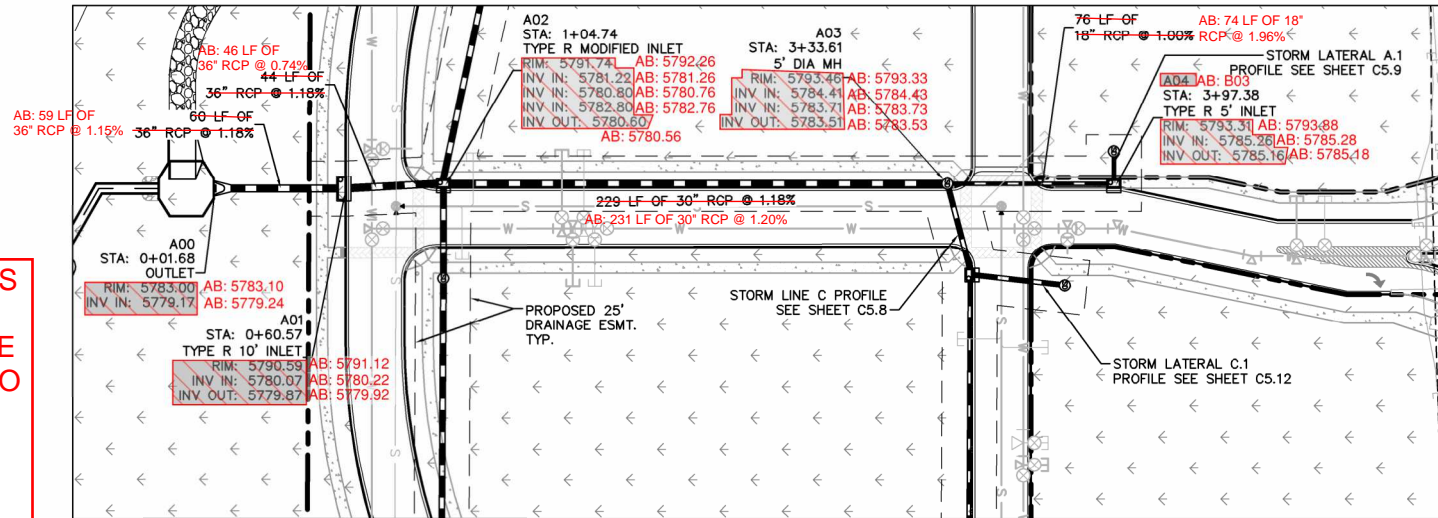 AB: 46 LF OF
36" RCP @ 0.74%
44 LF OF
36" RCP @ 1.18%
AB: 59 LF OF
36" RCP @ 1.15%
60 LF OF
36" RCP @ 1.18%
A02
STA: 1+04.74
TYPE R MODIFIED INLET
RIM: 5791.74 AB: 5792.26
INV IN: 5781.22 AB: 5781.26
INV IN: 5780.80 AB: 5780.76
INV IN: 5782.80 AB: 5782.76
INV OUT: 5780.60
AB: 5780.56
A03
STA: 3+33.61
5' DIA MH
RIM: 5793.46 AB: 5793.33
INV IN: 5784.41 AB: 5784.43
INV IN: 5783.71 AB: 5783.73
INV OUT: 5783.51 AB: 5783.53
76 LF OF
18" RCP @ 1.00%
AB: 74 LF OF 18"
RCP @ 1.96%
STORM LATERAL A.1
PROFILE SEE SHEET C5.9
A04 AB: B03
STA: 3+97.38
TYPE R 5' INLET
RIM: 5793.31 AB: 5793.88
INV IN: 5785.26 AB: 5785.28
INV OUT: 5785.16 AB: 5785.18
229 LF OF 30" RCP @ 1.18%
AB: 231 LF OF 30" RCP @ 1.20%
A00
STA: 0+01.68
OUTLET
RIM: 5783.00 AB: 5783.10
INV IN: 5779.17 AB: 5779.24
A01
STA: 0+60.57
TYPE R 10' INLET
RIM: 5790.59 AB: 5791.12
INV IN: 5780.07 AB: 5780.22
INV OUT: 5779.87 AB: 5779.92
PROPOSED 25'
DRAINAGE ESMT.
TYP.
STORM LINE C PROFILE
SEE SHEET C5.8
STORM LATERAL C.1
PROFILE SEE SHEET C5.12
S
E
O
W
S
S
S
S
W
W
W
W
S
S